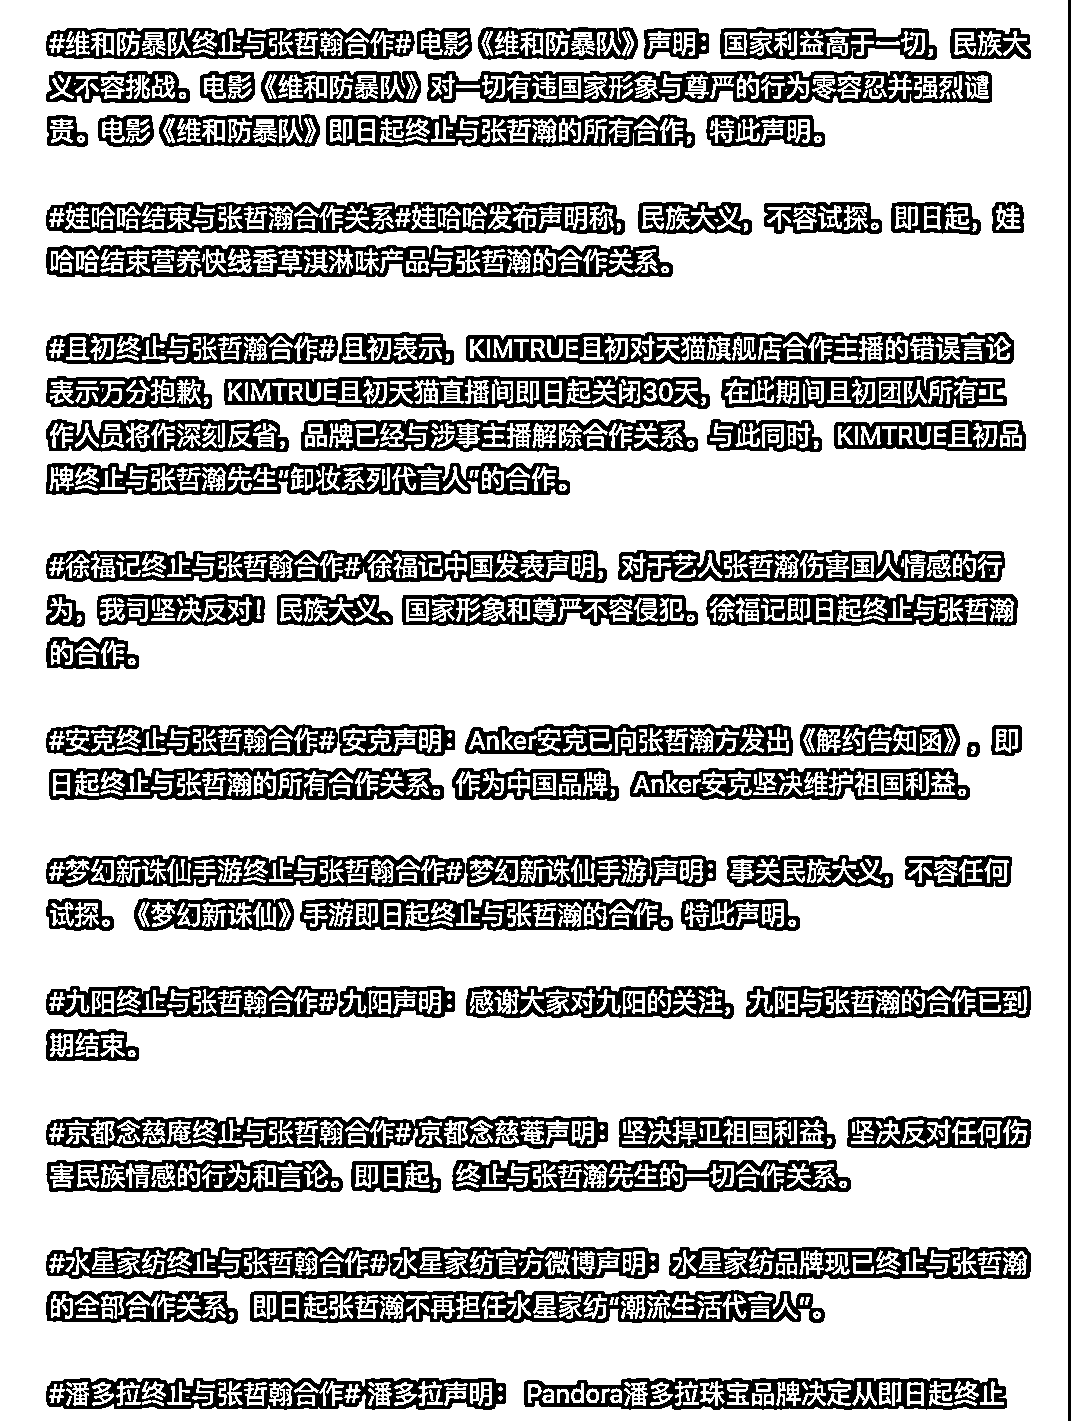 #维和防暴队终止与张哲翰合作# 电影《维和防暴队》声明：国家利益高于一切，民族大
义不容挑战。电影《维和防暴队》对一切有违国家形象与尊严的行为零容忍并强烈谴
责。电影《维和防暴队》即日起终止与张哲瀚的所有合作，特此声明。
#娃哈哈结束与张哲瀚合作关系#娃哈哈发布声明称，民族大义，不容试探。即日起，娃
哈哈结束营养快线香草淇淋味产品与张哲瀚的合作关系。
#且初终止与张哲瀚合作# 且初表示，KIMTRUE且初对天猫旗舰店合作主播的错误言论
表示万分抱歉，KIMTRUE且初天猫直播间即日起关闭30天，在此期间且初团队所有工
作人员将作深刻反省，品牌已经与涉事主播解除合作关系。与此同时，KIMTRUE且初品
牌终止与张哲瀚先生“卸妆系列代言人”的合作。
#徐福记终止与张哲翰合作# 徐福记中国发表声明，对于艺人张哲瀚伤害国人情感的行
为，我司坚决反对！民族大义、国家形象和尊严不容侵犯。徐福记即日起终止与张哲瀚
的合作。
#安克终止与张哲翰合作# 安克声明：Anker安克已向张哲瀚方发出《解约告知函》，即
日起终止与张哲瀚的所有合作关系。作为中国品牌，Anker安克坚决维护祖国利益。
#梦幻新诛仙手游终止与张哲翰合作# 梦幻新诛仙手游 声明：事关民族大义，不容任何
试探。《梦幻新诛仙》手游即日起终止与张哲瀚的合作。特此声明。
#九阳终止与张哲翰合作# 九阳声明：感谢大家对九阳的关注，九阳与张哲瀚的合作已到
期结束。
#京都念慈庵终止与张哲翰合作# 京都念慈菴声明：坚决捍卫祖国利益，坚决反对任何伤
害民族情感的行为和言论。即日起，终止与张哲瀚先生的一切合作关系。
#水星家纺终止与张哲翰合作# 水星家纺官方微博声明：水星家纺品牌现已终止与张哲瀚
的全部合作关系，即日起张哲瀚不再担任水星家纺“潮流生活代言人”。
#潘多拉终止与张哲翰合作# 潘多拉声明： Pandora潘多拉珠宝品牌决定从即日起终止